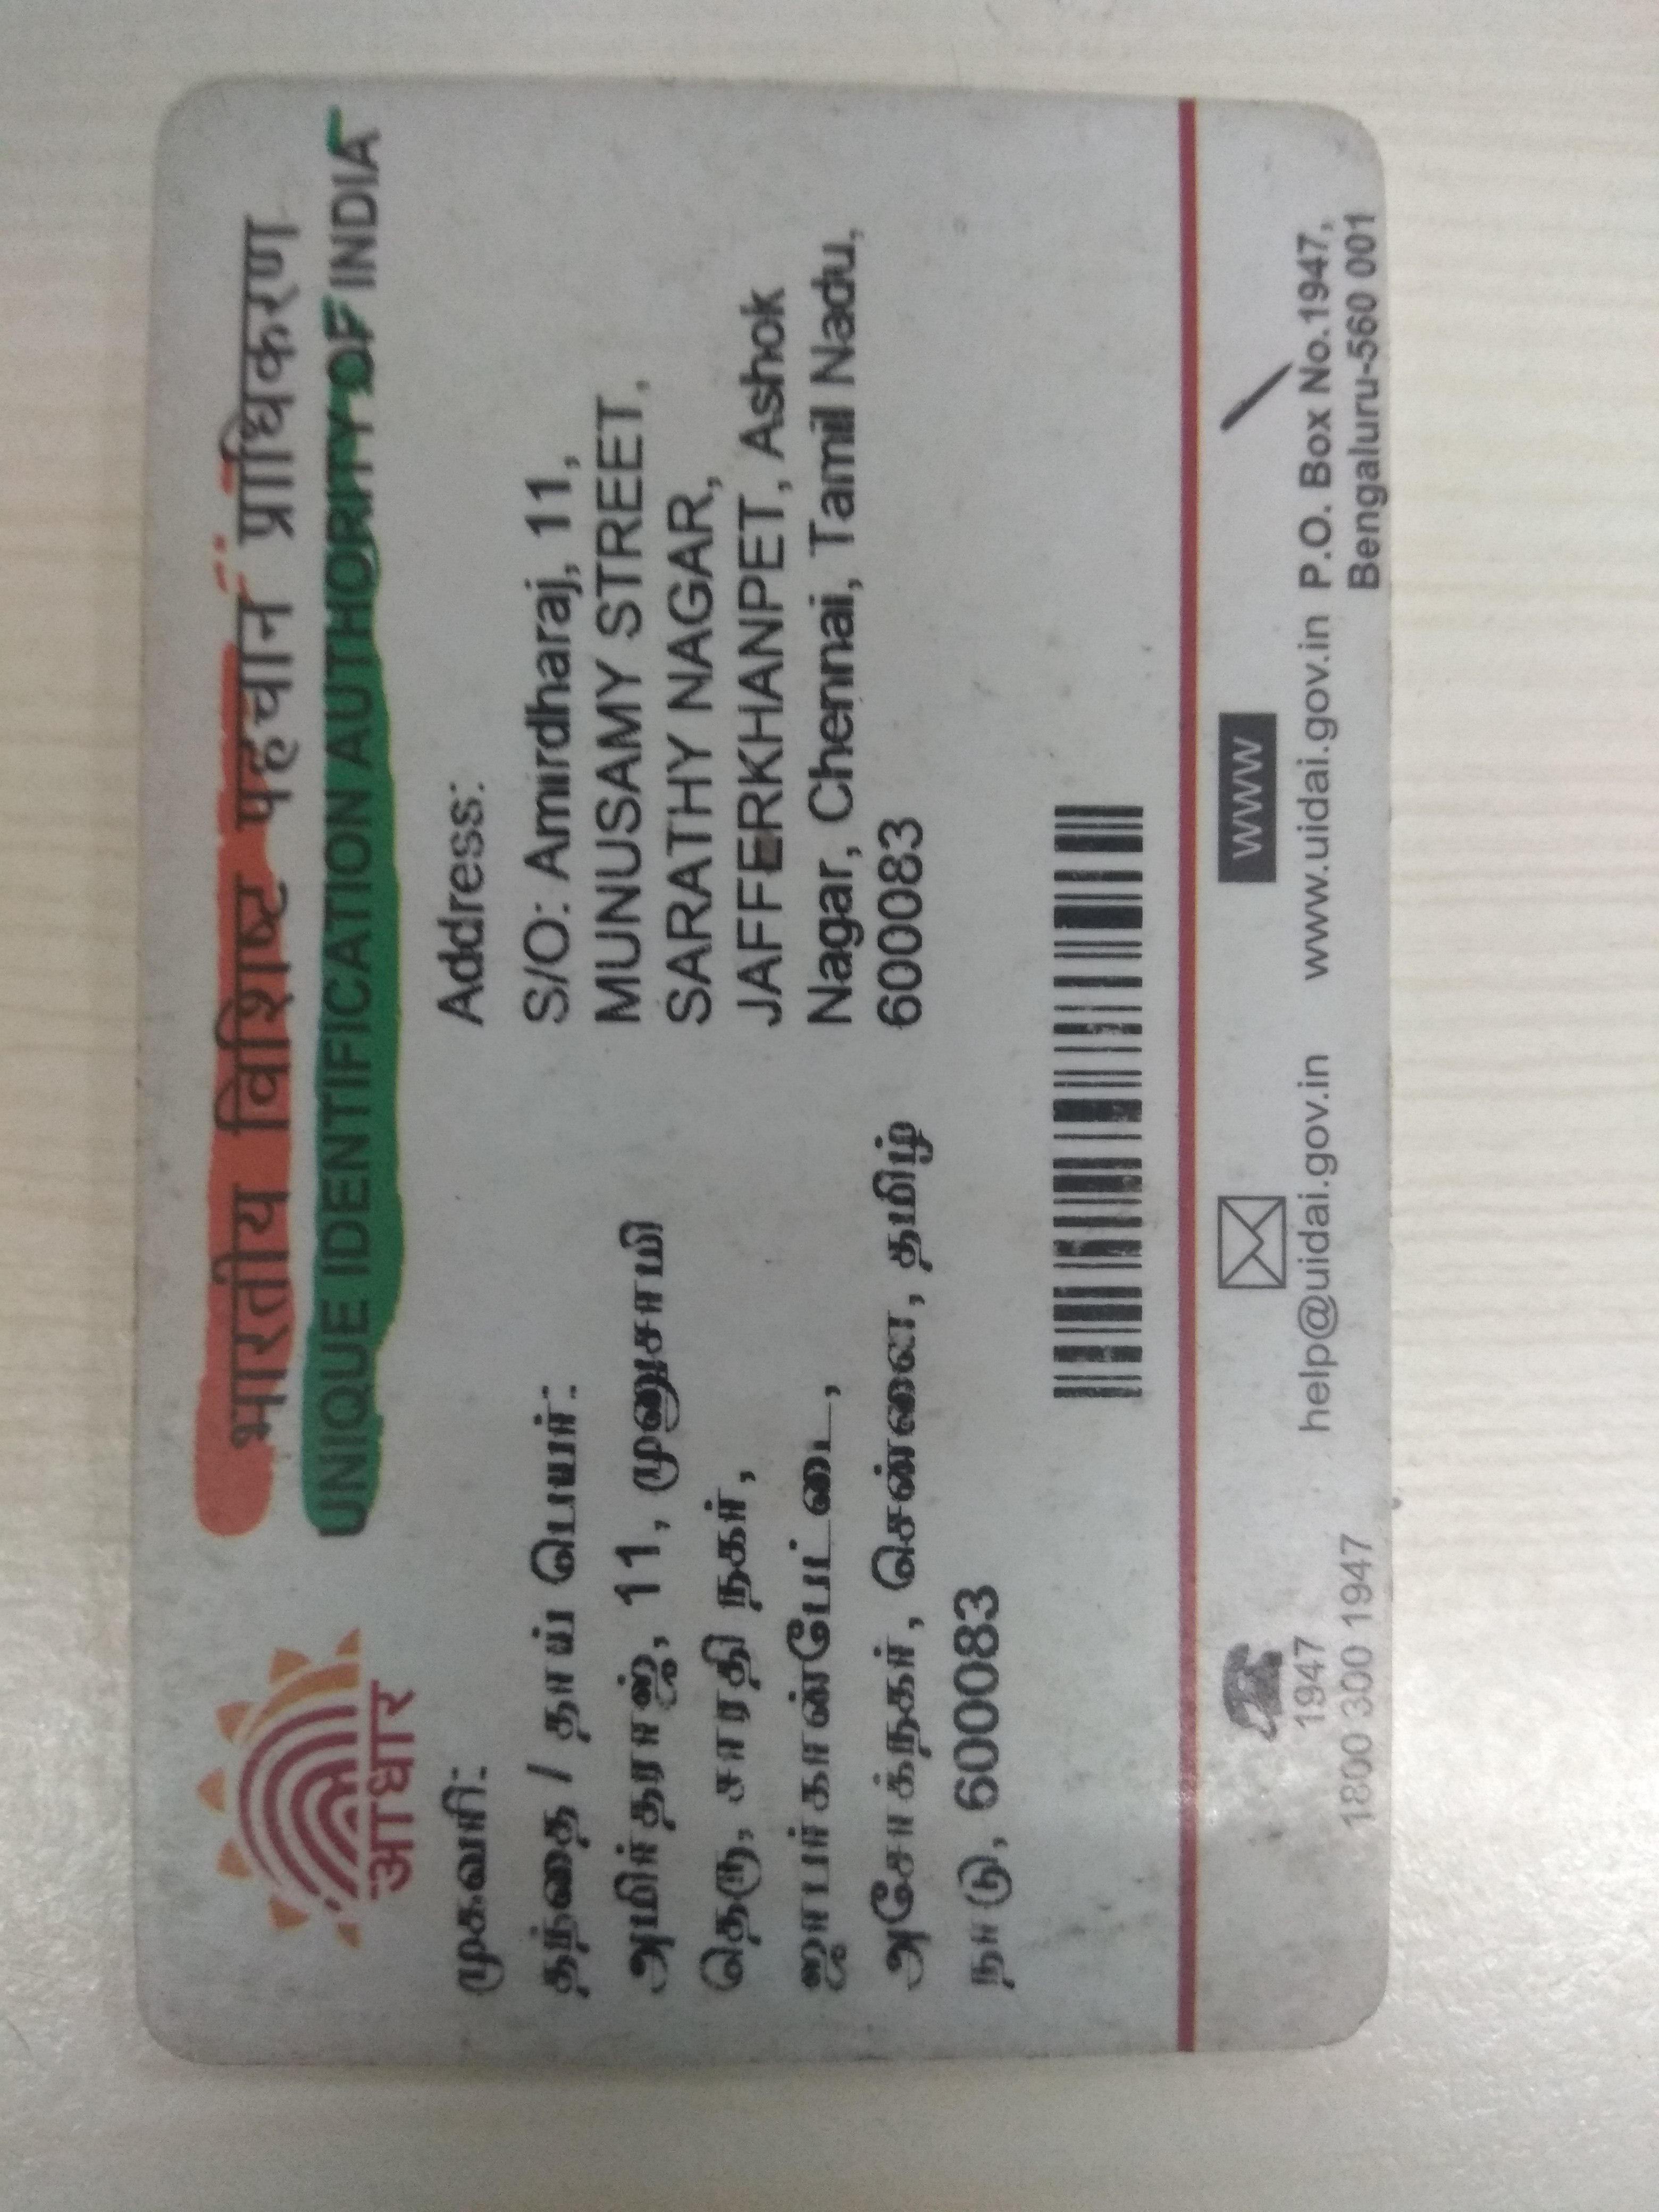 भारतीय विशिष्ट पहचान प्राधिकरण
UNIQUE IDENTIFICATION AUTHORITY OF INDIA
आधार
முகவரி:
தந்தை / தாய் பெயர்:
அமிர்தராஜ், 11, முனுசாமி
தெரு, சாரதி நகர்,
ஜாபர்கான்பேட்டை,
அசோக்நகர், சென்னை, தமிழ்
நாடு, 600083
Address:
S/O: Amirdharaj, 11,
MUNUSAMY STREET,
SARATHY NAGAR,
JAFFERKHANPET, Ashok
Nagar, Chennai, Tamil Nadu,
600083
1947
1800 300 1947
help@uidai.gov.in
WWW
www.uidai.gov.in
P.O. Box No.1947,
Bengaluru-560 001